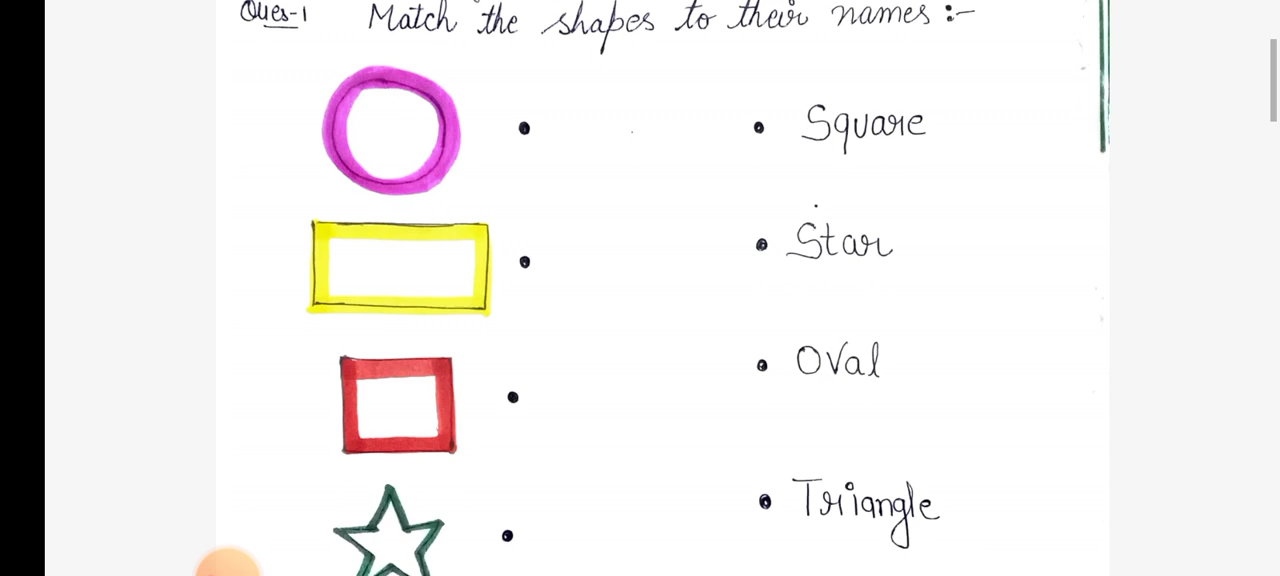 Ques-1 Match the shapes to their names :-
Square
Star
Oval
Triangle